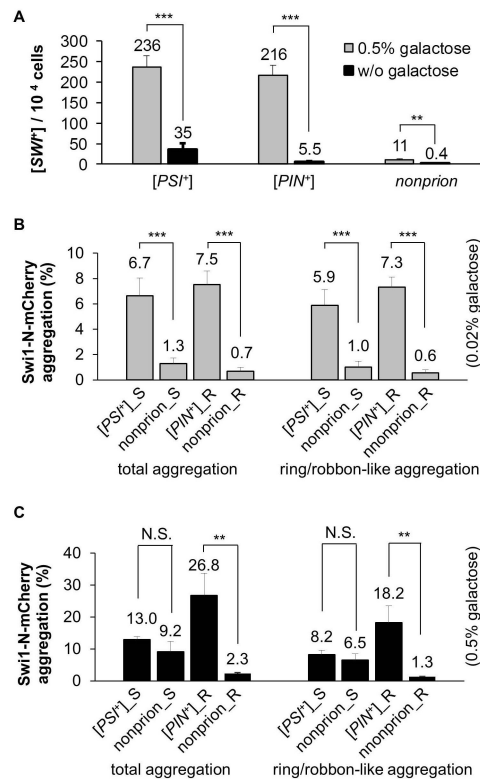 A
[SWI+] / 10 4 cells
300
250
200
150
100
50
0
***
***
**
236
35
216
5.5
11
0.4
0.5% galactose
w/o galactose
[PSI+]
[PIN+]
nonprion
B
Swi1-N-mCherry
aggregation (%)
10
8
6
4
2
0
***
***
***
***
6.7
1.3
7.5
0.7
5.9
1.0
7.3
0.6
(0.02% galactose)
[PSI+]_S
nonprion_S
[PIN+]_R
nnonprion_R
[PSI+]_S
nonprion_S
[PIN+]_R
nnonprion_R
total aggregation
ring/robbon-like aggregation
C
Swi1-N-mCherry
aggregation (%)
40
30
20
10
0
N.S.
**
N.S.
**
13.0
9.2
26.8
2.3
8.2
6.5
18.2
1.3
(0.5% galactose)
[PSI+]_S
nonprion_S
[PIN+]_R
nonprion_R
[PSI+]_S
nonprion_S
[PIN+]_R
nonprion_R
total aggregation
ring/robbon-like aggregation